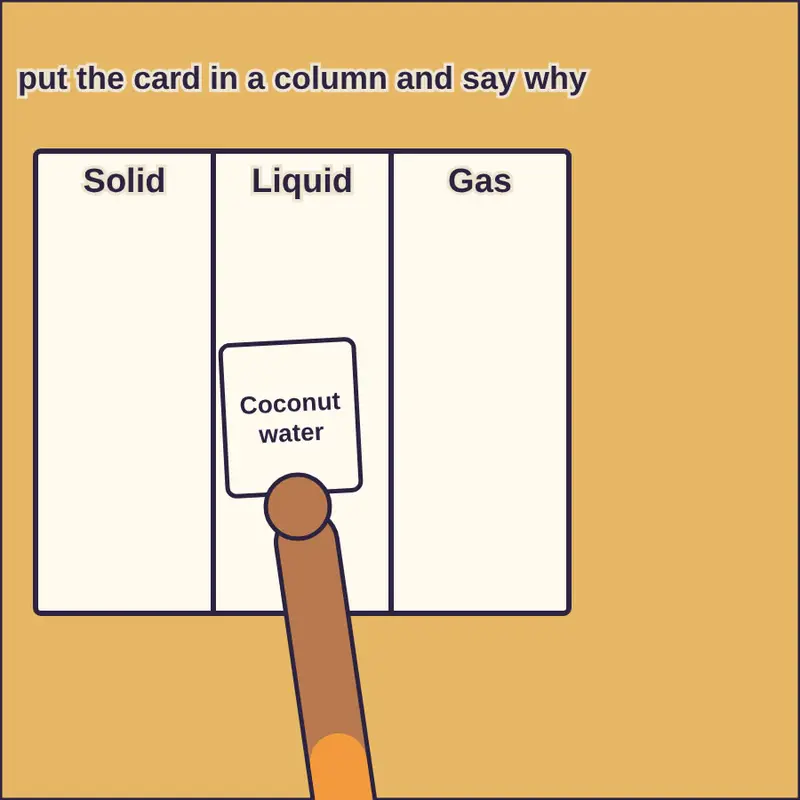 put the card in a column and say why
Solid
Liquid
Gas
Coconut
water